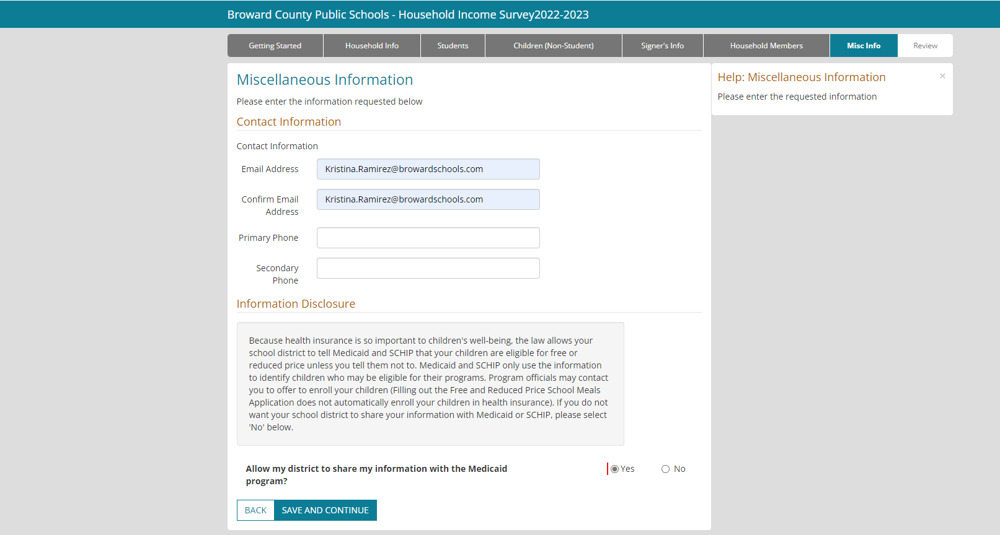 Broward County Public Schools - Household Income Survey2022-2023
Getting Started
Household Info
Students
Children (Non-Student)
Signer's Info
Household Members
Misc Info
Review
Miscellaneous Information
Please enter the information requested below
Contact Information
Contact Information
Email Address
Kristina.Ramirez@browardschools.com
Confirm Email
Address
Kristina.Ramirez@browardschools.com
Primary Phone
Secondary
Phone
Information Disclosure
Because health insurance is so important to children's well-being, the law allows your
school district to tell Medicaid and SCHIP that your children are eligible for free or
reduced price unless you tell them not to. Medicaid and SCHIP only use the information
to identify children who may be eligible for their programs. Program officials may contact
you to offer to enroll your children (Filling out the Free and Reduced Price School Meals
Application does not automatically enroll your children in health insurance). If you do not
want your school district to share your information with Medicaid or SCHIP, please select
'No' below.
Allow my district to share my information with the Medicaid
program?
Yes
No
BACK
SAVE AND CONTINUE
Help: Miscellaneous Information
×
Please enter the requested information